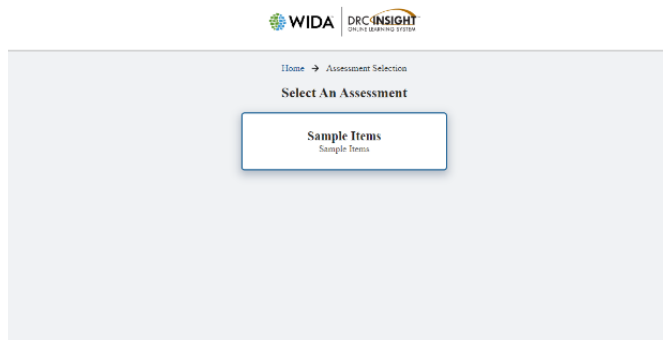 WIDA
DRC INSIGHT
ONLINE LEARNING SYSTEM
Home → Assessment Selection
Select An Assessment
Sample Items
Sample Items